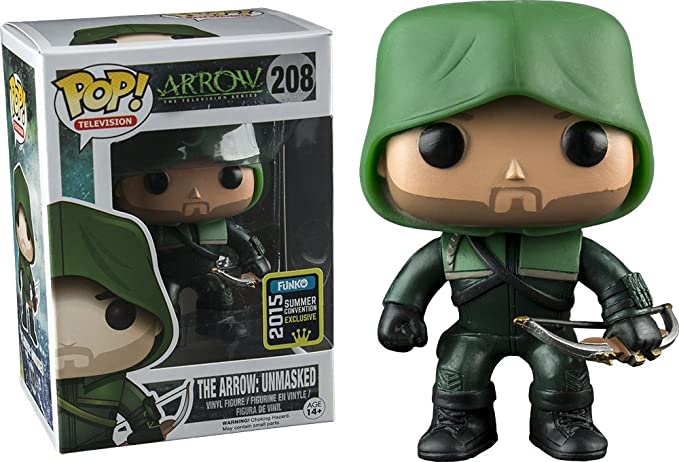 POP!
TELEVISION
ARROW
THE TELEVISION SERIES
208
FUNKO
2015
SUMMER
CONVENTION
EXCLUSIVE
THE ARROW: UNMASKED
VINYL FIGURE / FIGURINE EN VINYLE /
FIGURA DE VINIL
WARNING: Choking Hazard.
May contain small parts.
AGE
14+